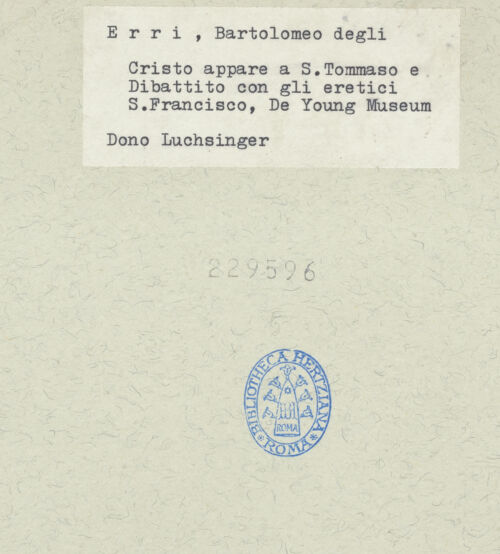 E r r i , Bartolomeo degli
Cristo appare a S.Tommaso e
Dibattito con gli eretici
S.Francisco, De Young Museum
Dono Luchsinger
229596
BIBLIOTHECA HERTZIANA
ROMA
ROMA